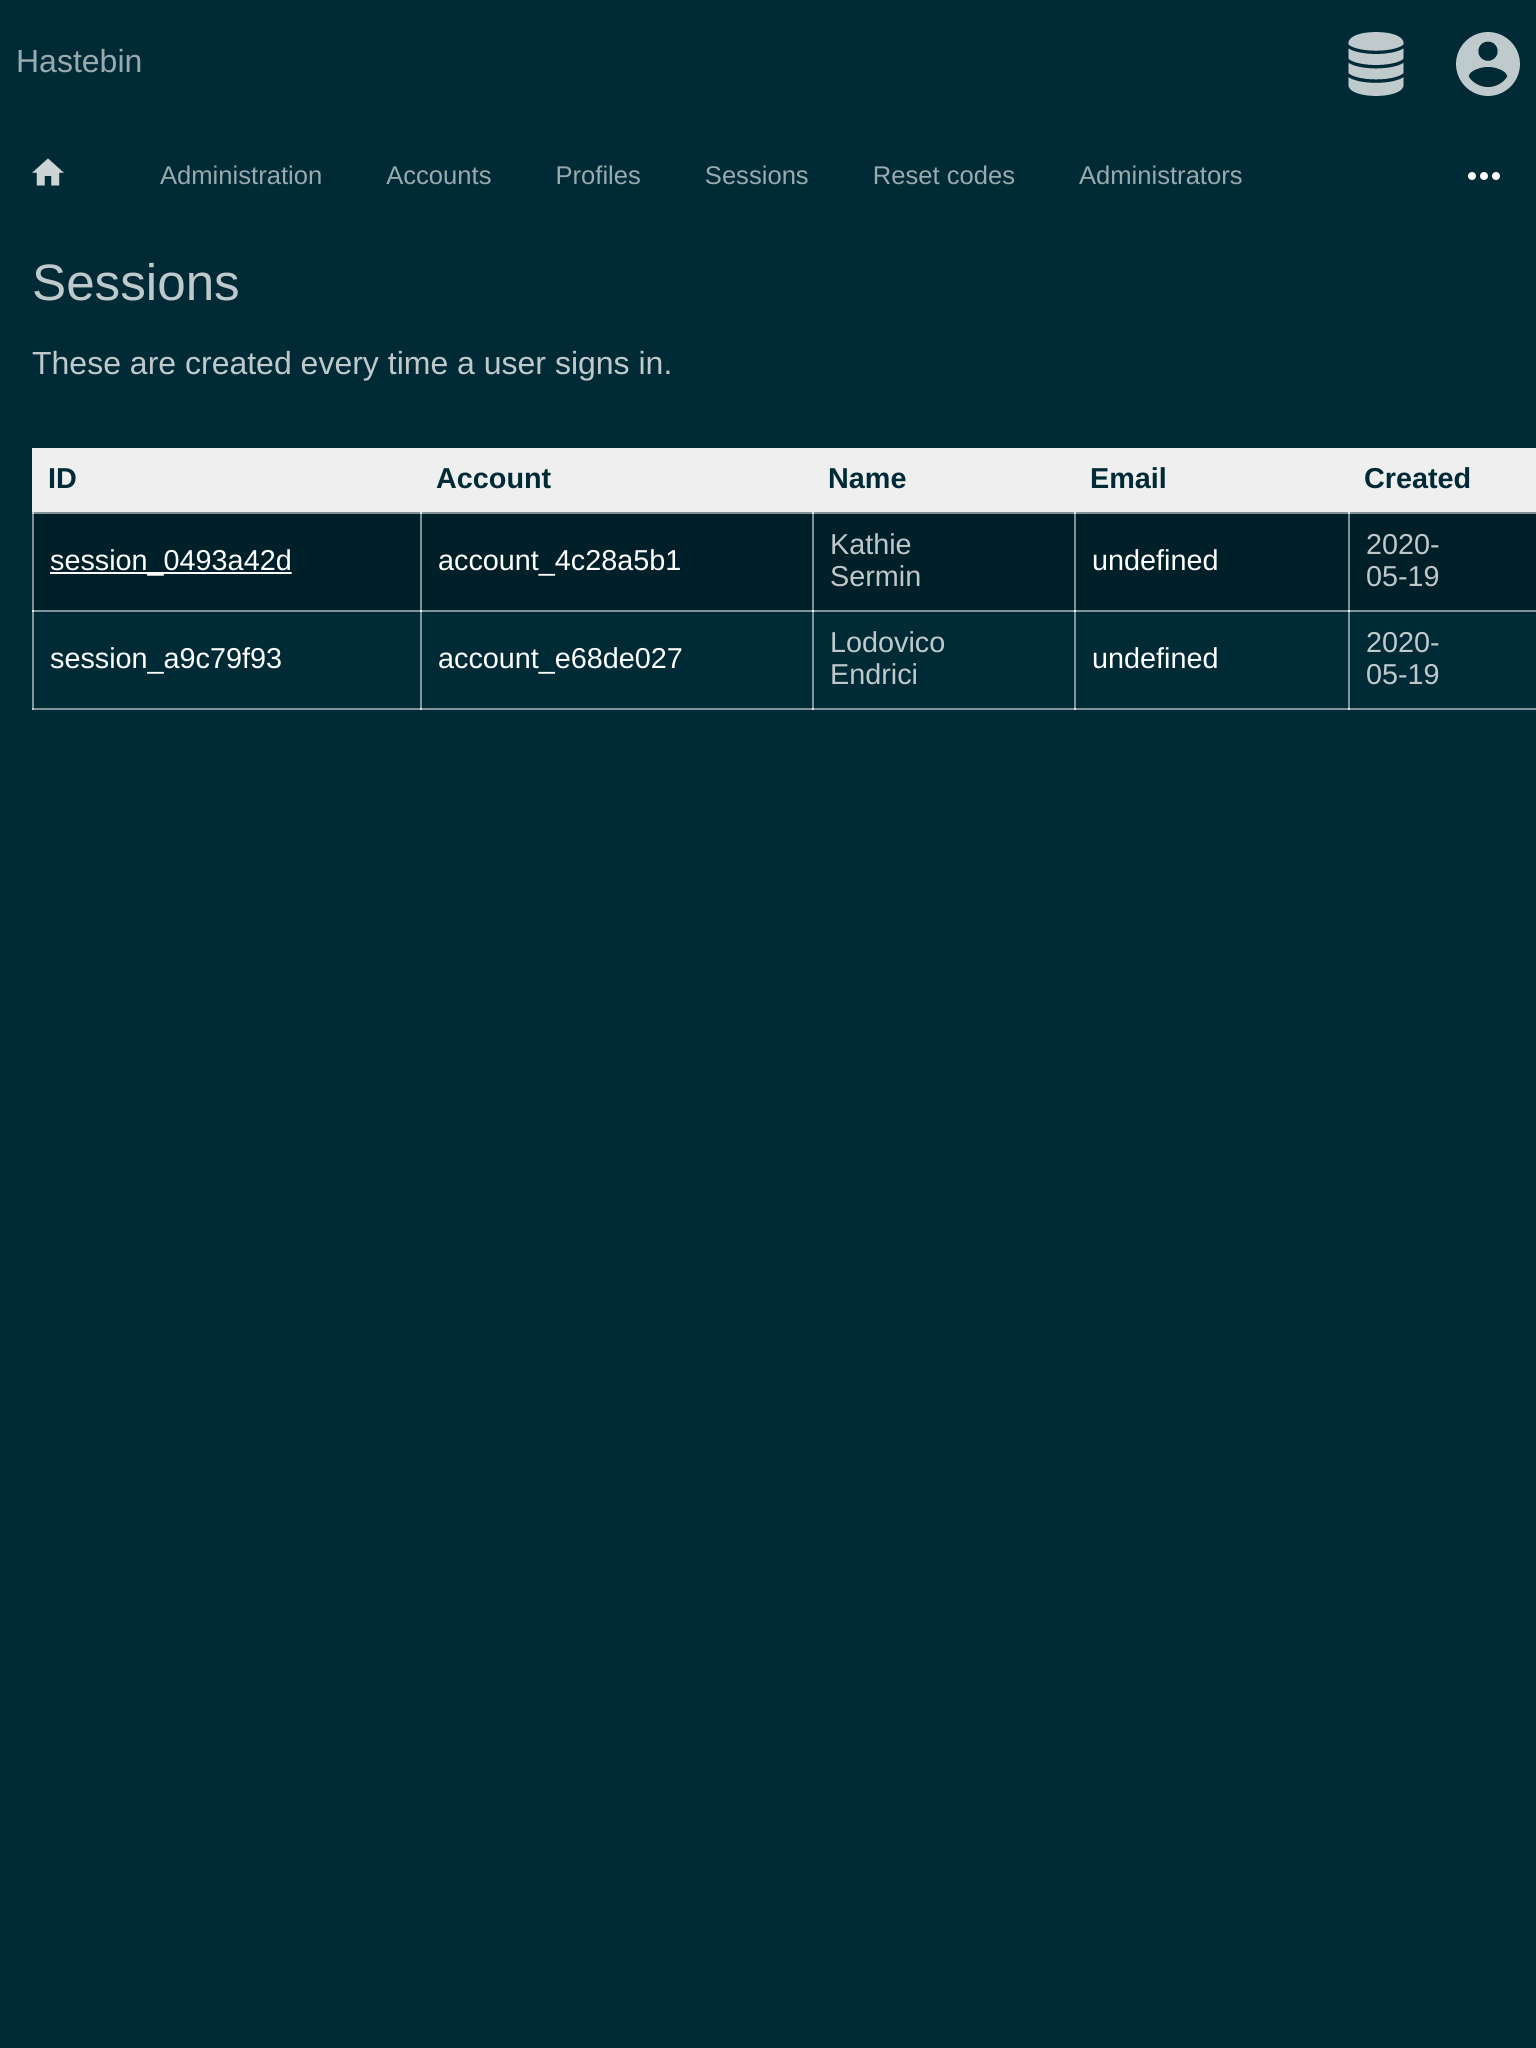 Hastebin
Administration Accounts Profiles Sessions Reset codes Administrators
Sessions
These are created every time a user signs in.
ID Account Name Email Created
session_0493a42d account_4c28a5b1 Kathie Sermin undefined 2020-05-19
session_a9c79f93 account_e68de027 Lodovico Endrici undefined 2020-05-19